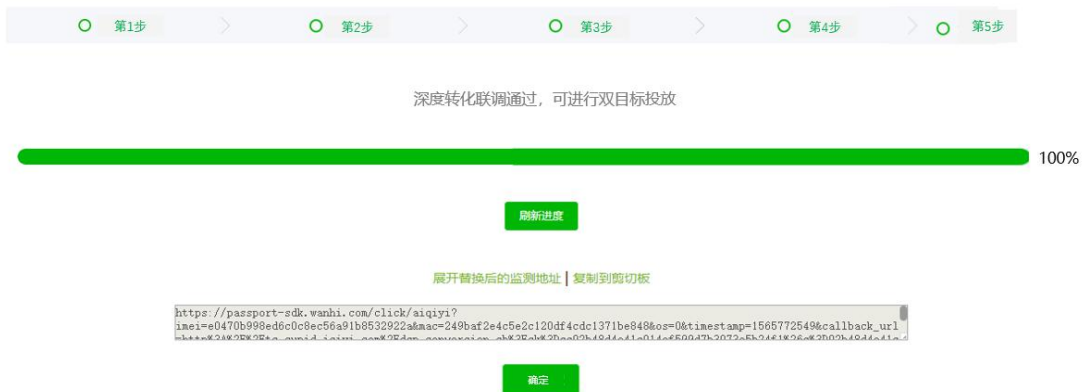 第1步 第2步 第3步 第4步 第5步
深度转化联调通过，可进行双目标投放
100%
刷新进度
展开替换后的监测地址 | 复制到剪切板
https://passport-sdk.wanhi.com/click/aiqiyi?
imei=e0470b998ed6c0c8ec56a91b8532922a&mac=249baf2e4c5e2c120df4cdc1371be848&os=0&timestamp=1565772549&callback_url
确定